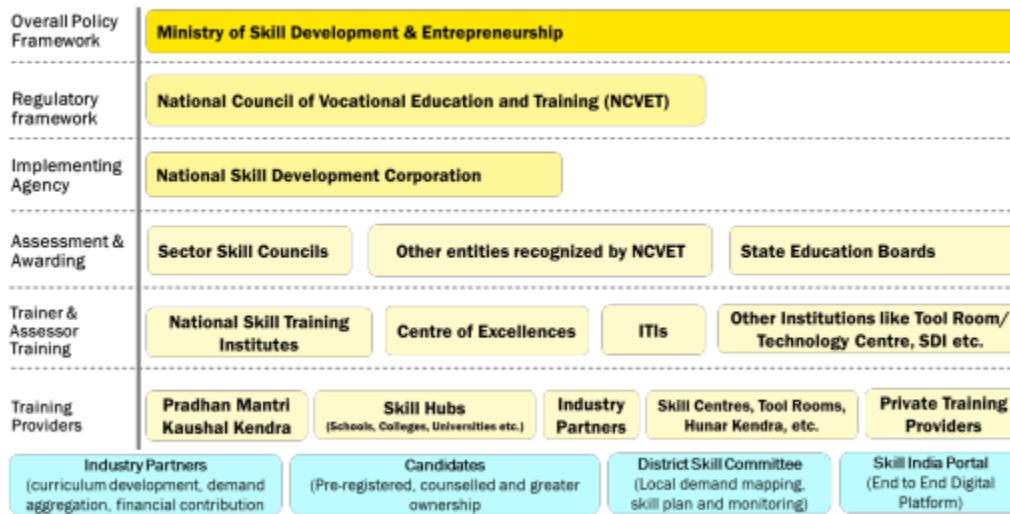 Overall Policy
Framework
Ministry of Skill Development & Entrepreneurship
Regulatory
framework
National Council of Vocational Education and Training (NCVET)
Implementing
Agency
National Skill Development Corporation
Assessment &
Awarding
Sector Skill Councils
Other entities recognized by NCVET
State Education Boards
Trainer &
Assessor
Training
National Skill Training
Institutes
Centre of Excellences
ITIs
Other Institutions like Tool Room/
Technology Centre, SDI etc.
Training
Providers
Pradhan Mantri
Kaushal Kendra
Skill Hubs
(Schools, Colleges, Universities etc.)
Industry
Partners
Skill Centres, Tool Rooms,
Hunar Kendra, etc.
Private Training
Providers
Industry Partners
(curriculum development, demand
aggregation, financial contribution
Candidates
(Pre-registered, counselled and greater
ownership)
District Skill Committee
(Local demand mapping,
skill plan and monitoring)
Skill India Portal
(End to End Digital
Platform)